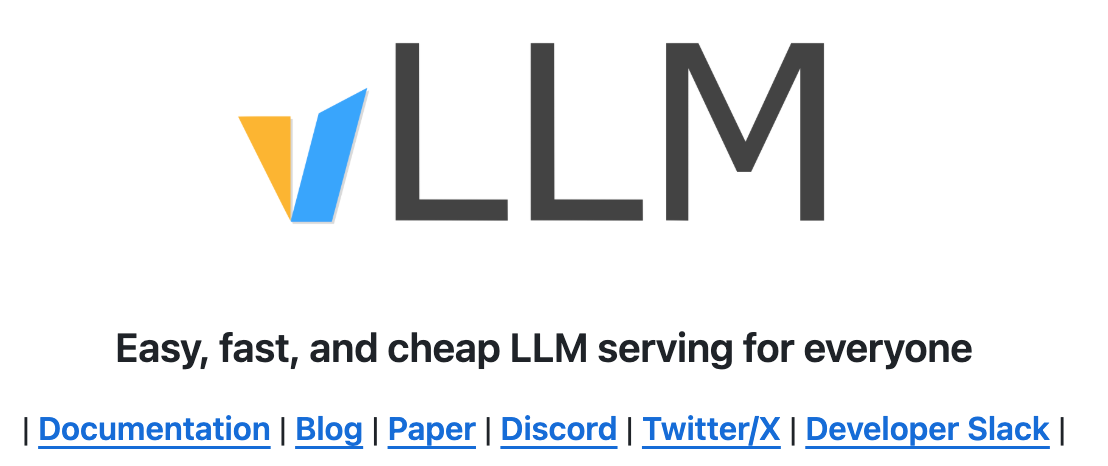 vLLM
Easy, fast, and cheap LLM serving for everyone
| Documentation | Blog | Paper | Discord | Twitter/X | Developer Slack |